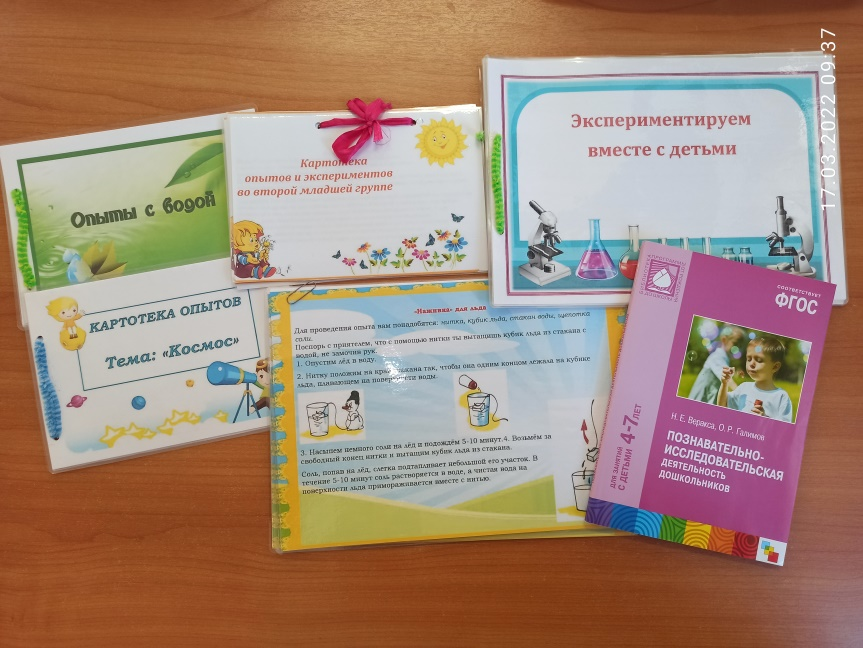 17.03.2022 09:37
Опыты с водой
Картотека
опытов и экспериментов
во второй младшей группе
Экспериментируем
вместе с детьми
КАРТОТЕКА ОПЫТОВ
Тема: «Космос»
«Наживка» для льда
Для проведения опыта вам понадобятся: нитка, кубик льда, стакан воды, щепотка
соли.
Поспорь с приятелем, что с помощью нитки ты вытащишь кубик льда из стакана с
водой, не замочив рук.
1. Опустим лёд в воду.
2. Нитку положим на край стакана так, чтобы она одним концом лежала на кубике
льда, плавающем на поверхности воды.
3. Насыпем немного соли на лёд и подождём 5-10 минут.4. Возьмём за
свободный конец нитки и вытащим кубик льда из стакана.
Соль, попав на лёд, слегка подтапливает небольшой его участок. В
течение 5-10 минут соль растворяется в воде, а чистая вода на
поверхности льда примораживается вместе с нитью
СООТВЕТСТВУЕТ
ФГОС
Н. Е. Веракса, О. Р. Галимов
ПОЗНАВАТЕЛЬНО-
ИССЛЕДОВАТЕЛЬСКАЯ
ДЕЯТЕЛЬНОСТЬ
ДОШКОЛЬНИКОВ
Для занятий
С ДЕТЬМИ 4-7 ЛЕТ